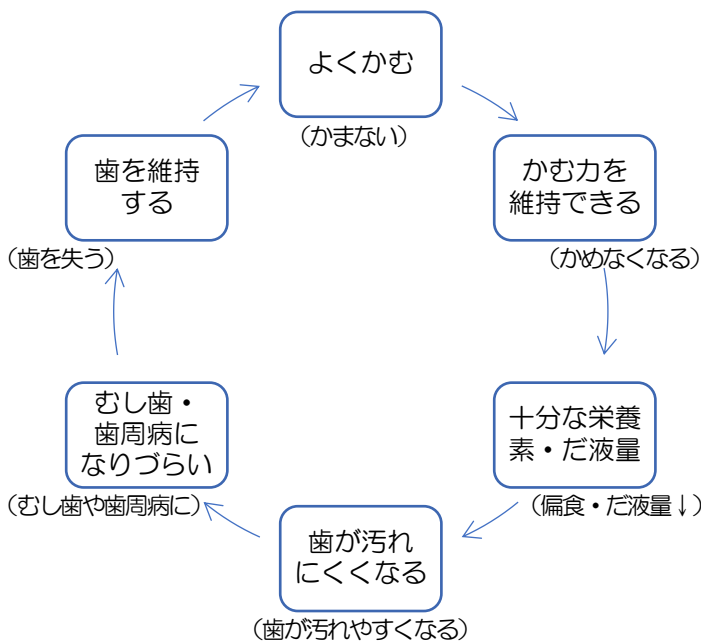 よくかむ
(かまない)
かむ力を
維持できる
(かめなくなる)
十分な栄養
素・だ液量
(偏食・だ液量↓)
歯が汚れ
にくくなる
(歯が汚れやすくなる)
むし歯・
歯周病に
なりづらい
(むし歯や歯周病に)
歯を維持
する
(歯を失う)